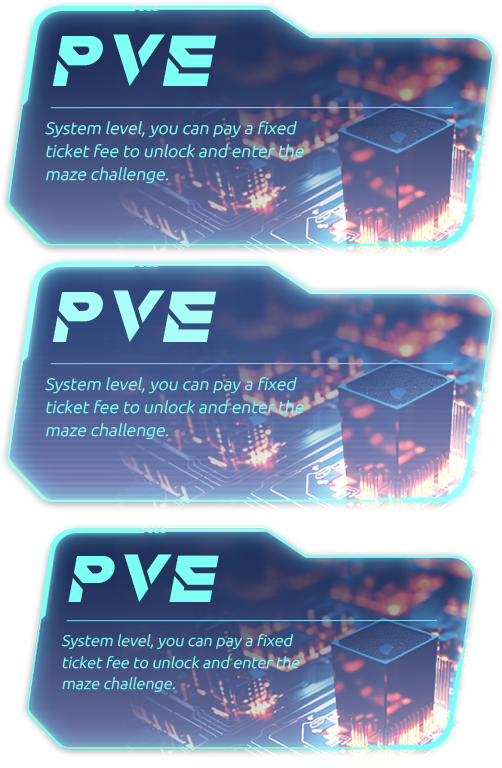 PVE
System level, you can pay a fixed
ticket fee to unlock and enter the
maze challenge.
PVE
System level, you can pay a fixed
ticket fee to unlock and enter the
maze challenge.
PVE
System level, you can pay a fixed
ticket fee to unlock and enter the
maze challenge.